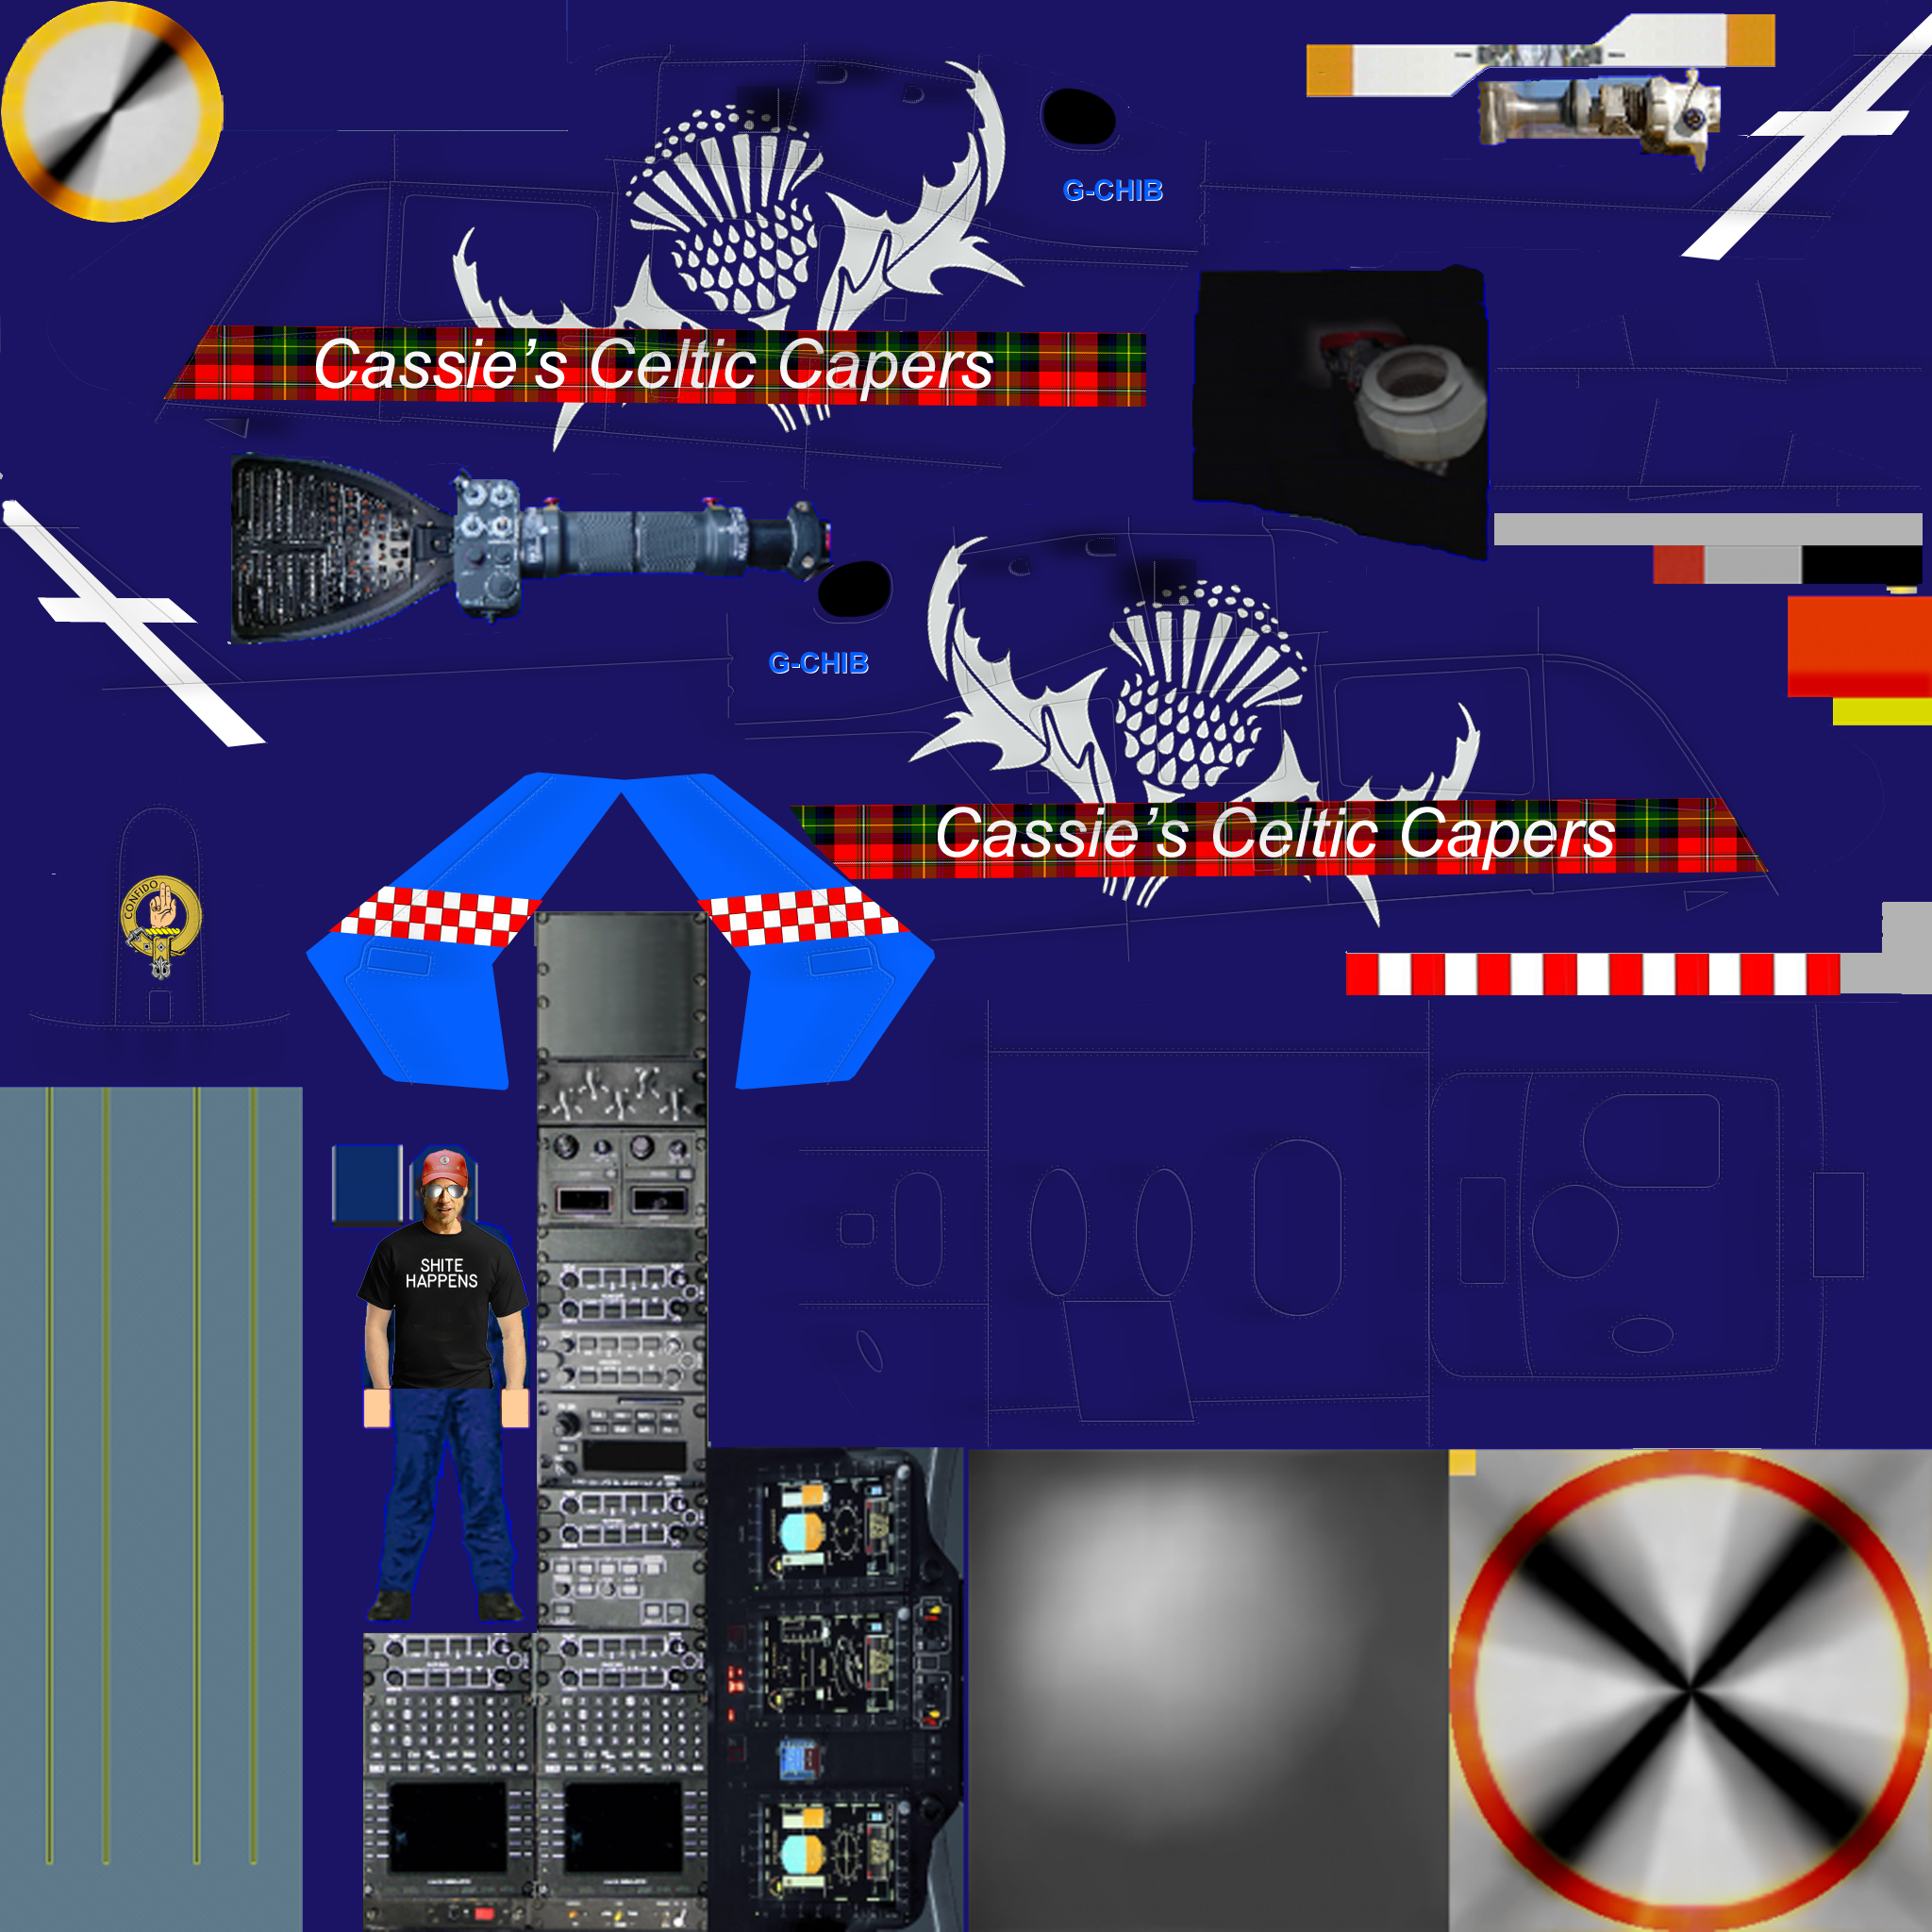 G-CHIB
Cassie's Celtic Capers
G-CHIB
Cassie's Celtic Capers
CONFIDO
SHITE
HAPPENS